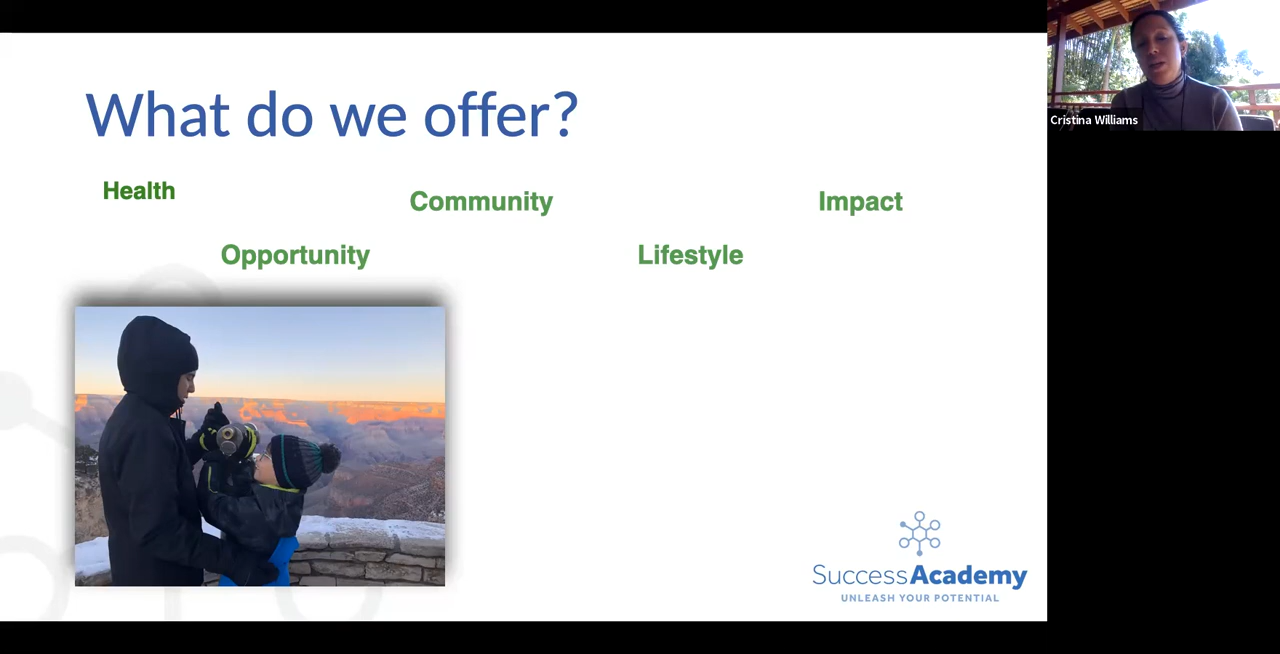 What do we offer?
Health
Community
Impact
Opportunity
Lifestyle
SuccessAcademy
UNLEASH YOUR POTENTIAL
Cristina Williams